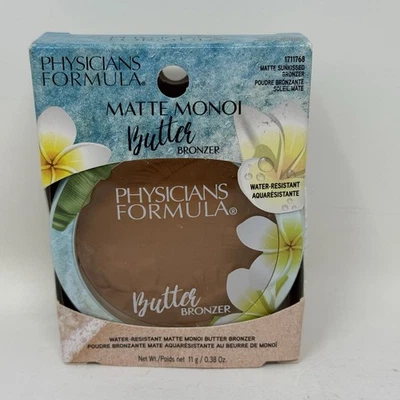 PHYSICIANS
FORMULA®
1711768
MATTE SUNKISSED
BRONZER
POUDRE BRONZANTE
SOLEIL MATE
MATTE MONOI
Butter
BRONZER
WATER-RESISTANT
AQUARÉSISTANTE
PHYSICIANS
FORMULA®
Butter
BRONZER
WATER-RESISTANT MATTE MONOI BUTTER BRONZER
POUDRE BRONZANTE MATE AQUARÉSISTANTE AU BEURRE DE MONOÏ
Net Wt./Poids net 11 g / 0.38 Oz.